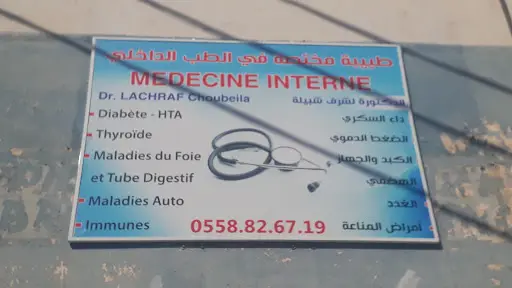 طبيبة مختصة في الطب الداخلي
MEDECINE INTERNE
Dr. LACHRAF Choubeila الدكتورة لشرف شبيلة
• Diabète - HTA داء السكري •
• Thyroïde الضغط الدموي •
• Maladies du Foie الكبد والجهاز •
et Tube Digestif الهضمي
• Maladies Auto الغدد •
• Immunes 0558.82.67.19 أمراض المناعة •